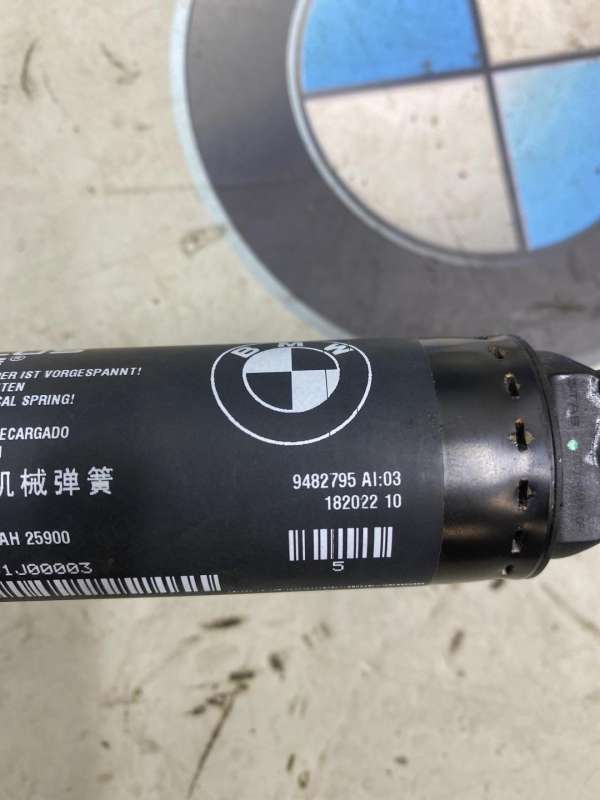 ER IST VORGESPANNT!
TEN
CAL SPRING!
ECARGADO
BMW
机械弹簧
9482795 AI:03
182022 10
AH 25900
1J00003
5